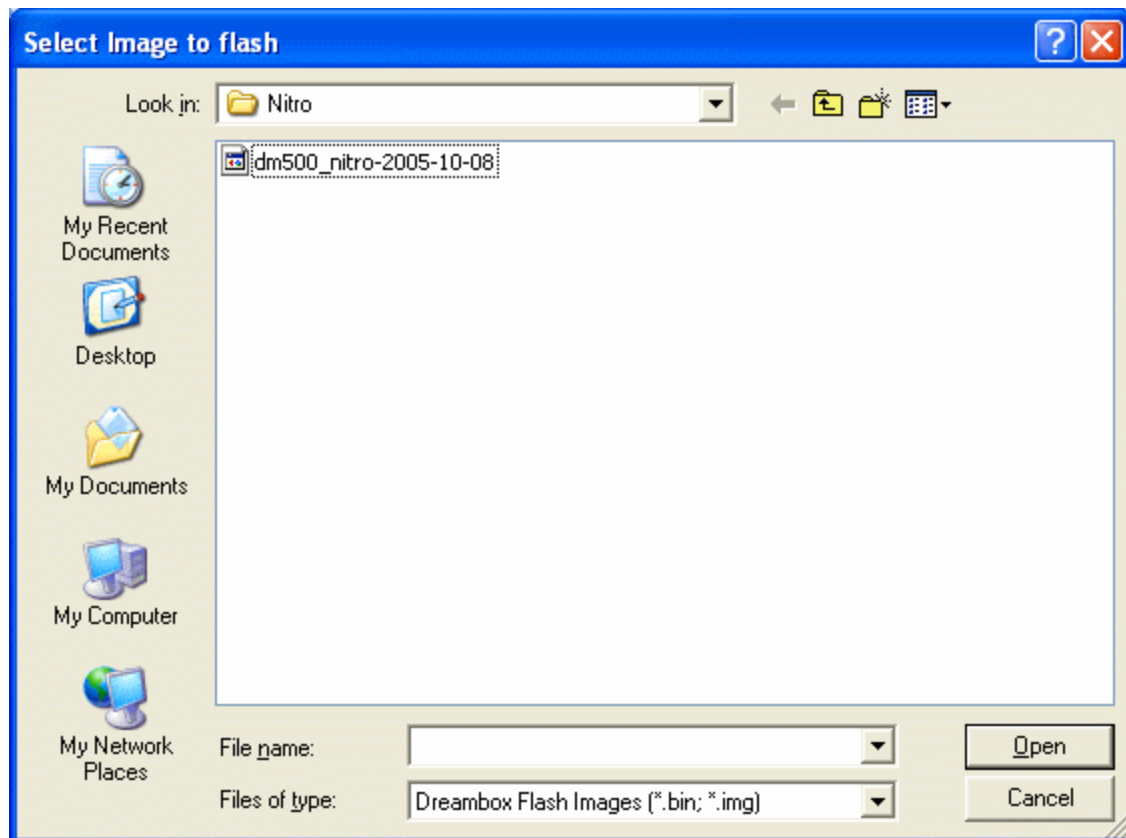 Select Image to flash
Look in:
Nitro
dm500_nitro-2005-10-08
My Recent
Documents
Desktop
My Documents
My Computer
My Network
Places
File name:
Open
Files of type:
Dreambox Flash Images (*.bin; *.img)
Cancel